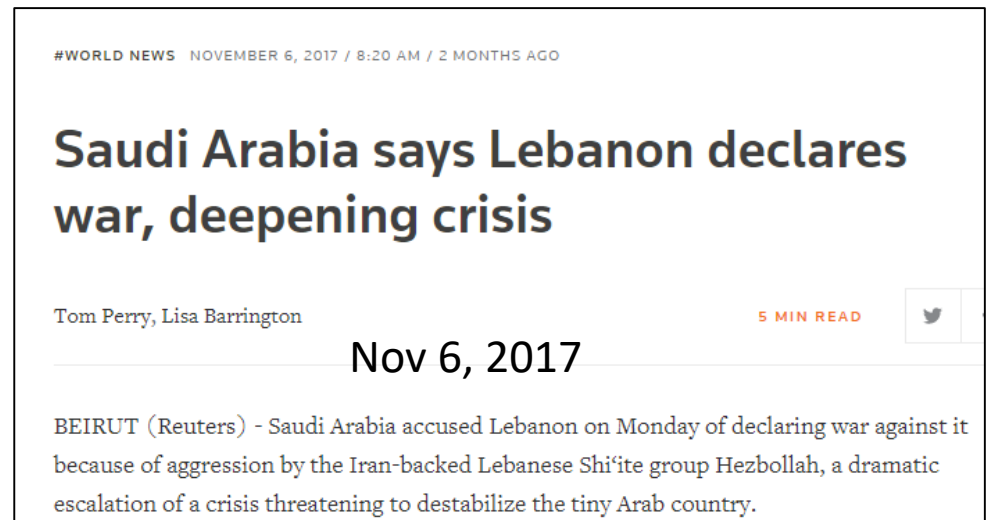 #WORLD NEWS NOVEMBER 6, 2017 / 8:20 AM / 2 MONTHS AGO
Saudi Arabia says Lebanon declares
war, deepening crisis
Tom Perry, Lisa Barrington
5 MIN READ
Nov 6, 2017
BEIRUT (Reuters) - Saudi Arabia accused Lebanon on Monday of declaring war against it
because of aggression by the Iran-backed Lebanese Shi‘ite group Hezbollah, a dramatic
escalation of a crisis threatening to destabilize the tiny Arab country.